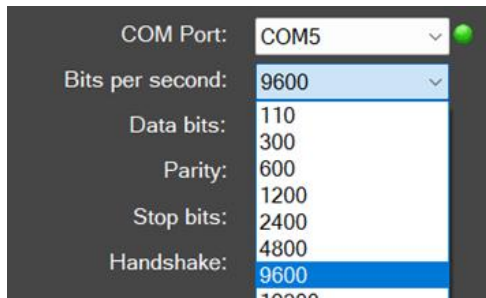 COM Port: COM5
Bits per second: 9600
Data bits: 110
300
Parity: 600
1200
Stop bits: 2400
4800
Handshake: 9600